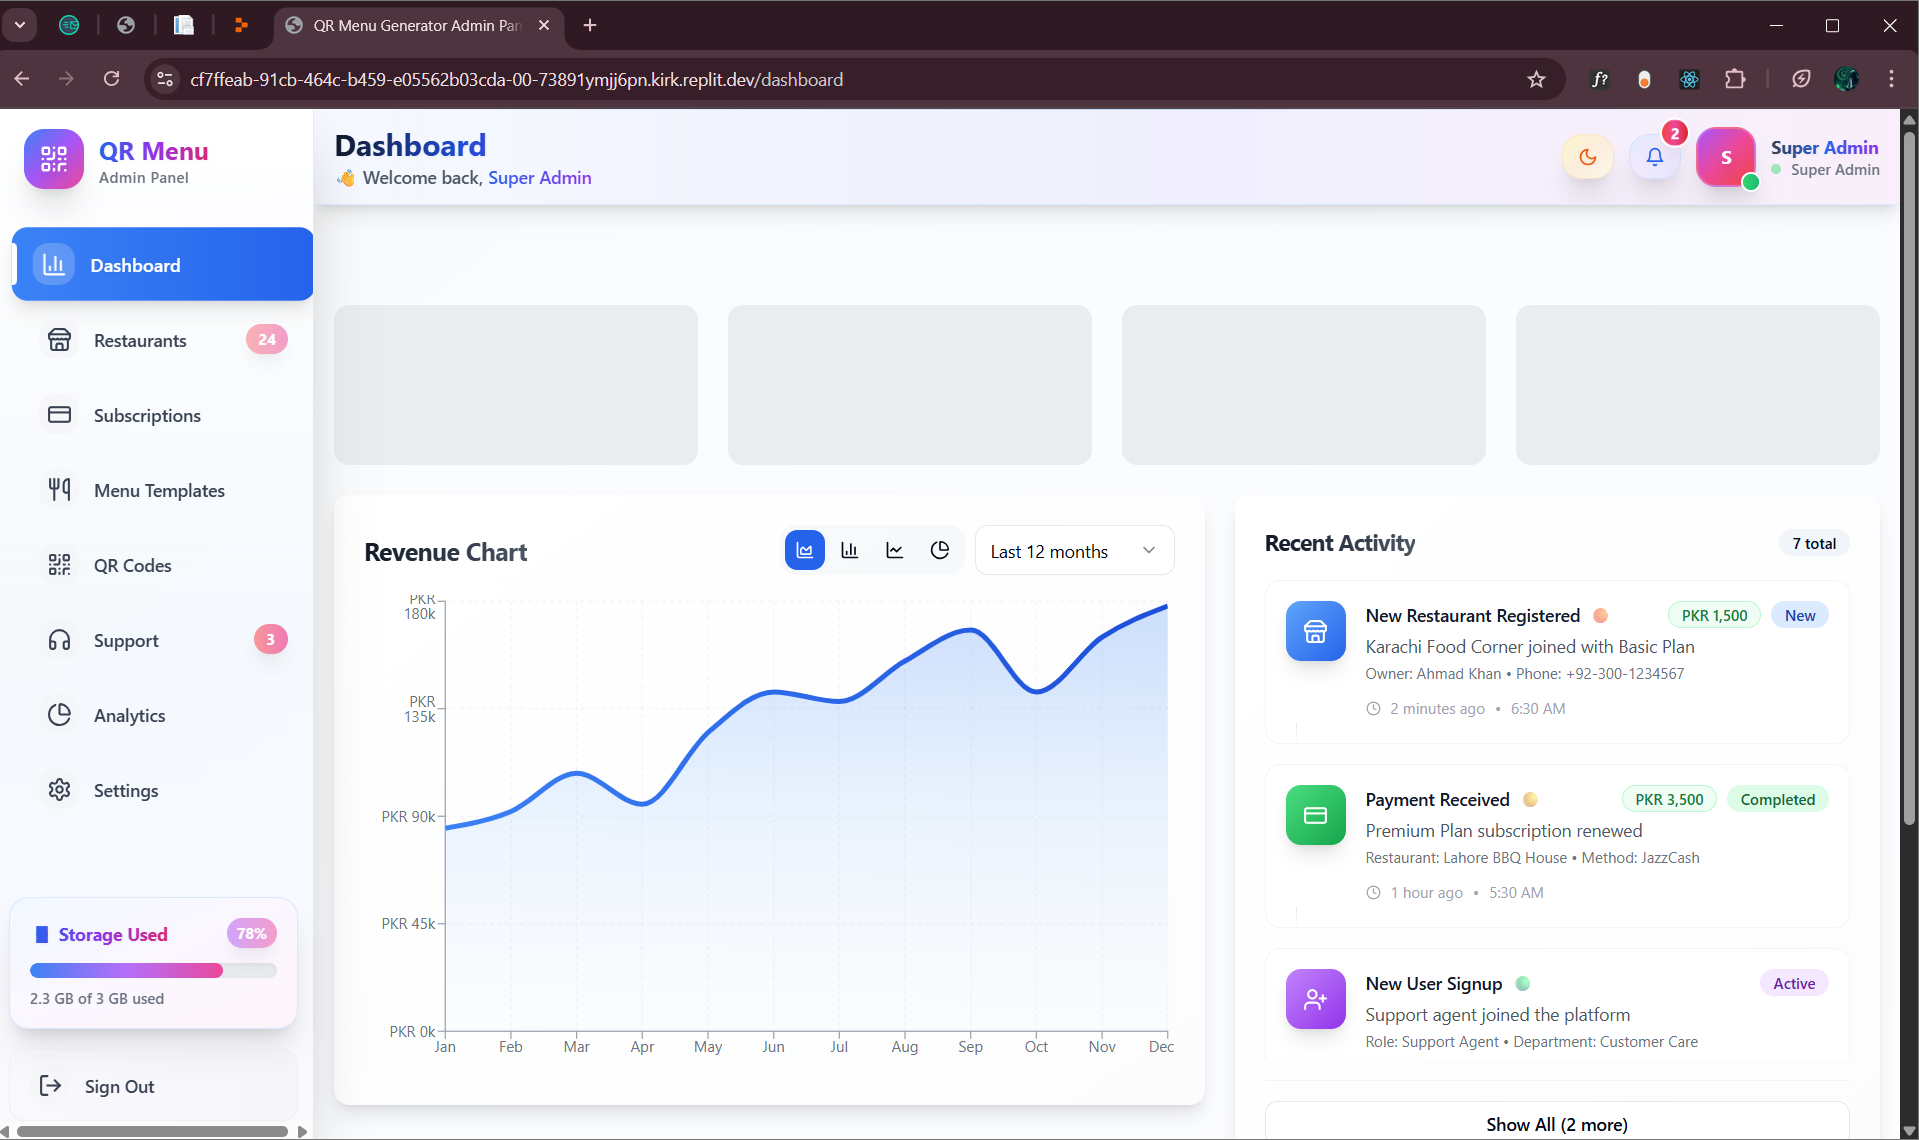 QR Menu Generator Admin Pan
cf7ffeab-91cb-464c-b459-e05562b03cda-00-73891ymjj6pn.kirk.replit.dev/dashboard
f?
QR Menu
Admin Panel
Dashboard
Restaurants 24
Subscriptions
Menu Templates
QR Codes
Support 3
Analytics
Settings
Storage Used 78%
2.3 GB of 3 GB used
Sign Out
Dashboard
👋 Welcome back, Super Admin
2
S
Super Admin
Super Admin
Revenue Chart
Last 12 months
PKR
180k
PKR
135k
PKR 90k
PKR 45k
PKR 0k
Jan Feb Mar Apr May Jun Jul Aug Sep Oct Nov Dec
Recent Activity 7 total
New Restaurant Registered PKR 1,500 New
Karachi Food Corner joined with Basic Plan
Owner: Ahmad Khan • Phone: +92-300-1234567
2 minutes ago • 6:30 AM
Payment Received PKR 3,500 Completed
Premium Plan subscription renewed
Restaurant: Lahore BBQ House • Method: JazzCash
1 hour ago • 5:30 AM
New User Signup Active
Support agent joined the platform
Role: Support Agent • Department: Customer Care
Show All (2 more)